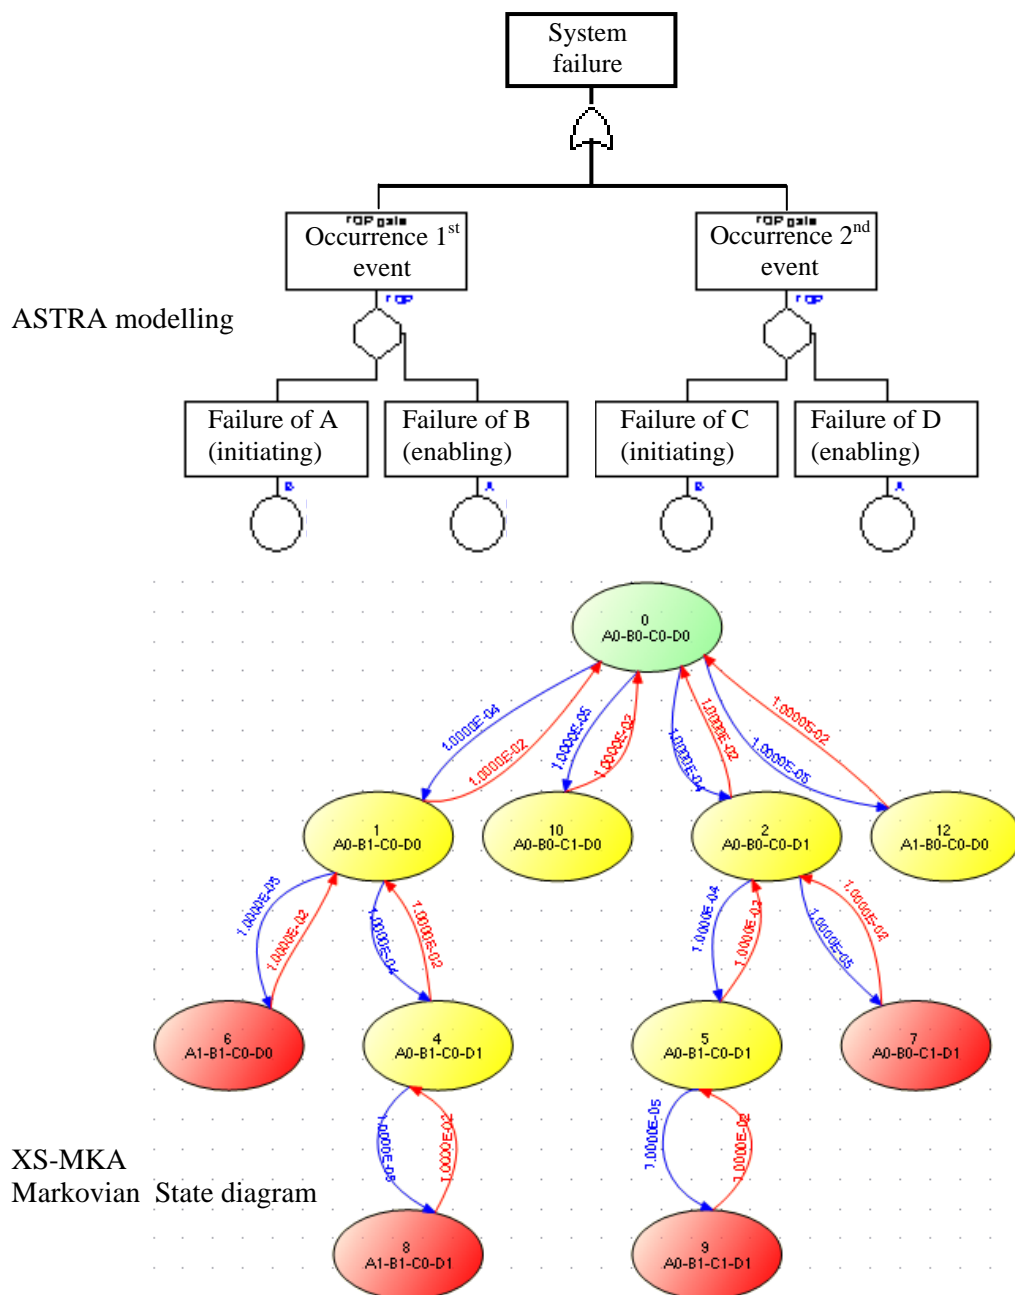 System
failure
TOP gate
Occurrence 1st
event
TOP
TOP gate
Occurrence 2nd
event
TOP
ASTRA modelling
Failure of A
(initiating)
B
Failure of B
(enabling)
A
Failure of C
(initiating)
B
Failure of D
(enabling)
A
0
A0-B0-C0-D0
1.0000E-04
1.0000E-02
1.0000E-05
1.0000E-02
1.0000E-04
1.0000E-02
1.0000E-05
1.0000E-02
1
A0-B1-C0-D0
10
A0-B0-C1-D0
2
A0-B0-C0-D1
12
A1-B0-C0-D0
1.0000E-05
1.0000E-02
1.0000E-04
1.0000E-02
1.0000E-04
1.0000E-02
1.0000E-05
1.0000E-02
6
A1-B1-C0-D0
4
A0-B1-C0-D1
5
A0-B1-C0-D1
7
A0-B0-C1-D1
1.0000E-05
1.0000E-02
1.0000E-05
1.0000E-02
XS-MKA
Markovian State diagram
8
A1-B1-C0-D1
9
A0-B1-C1-D1